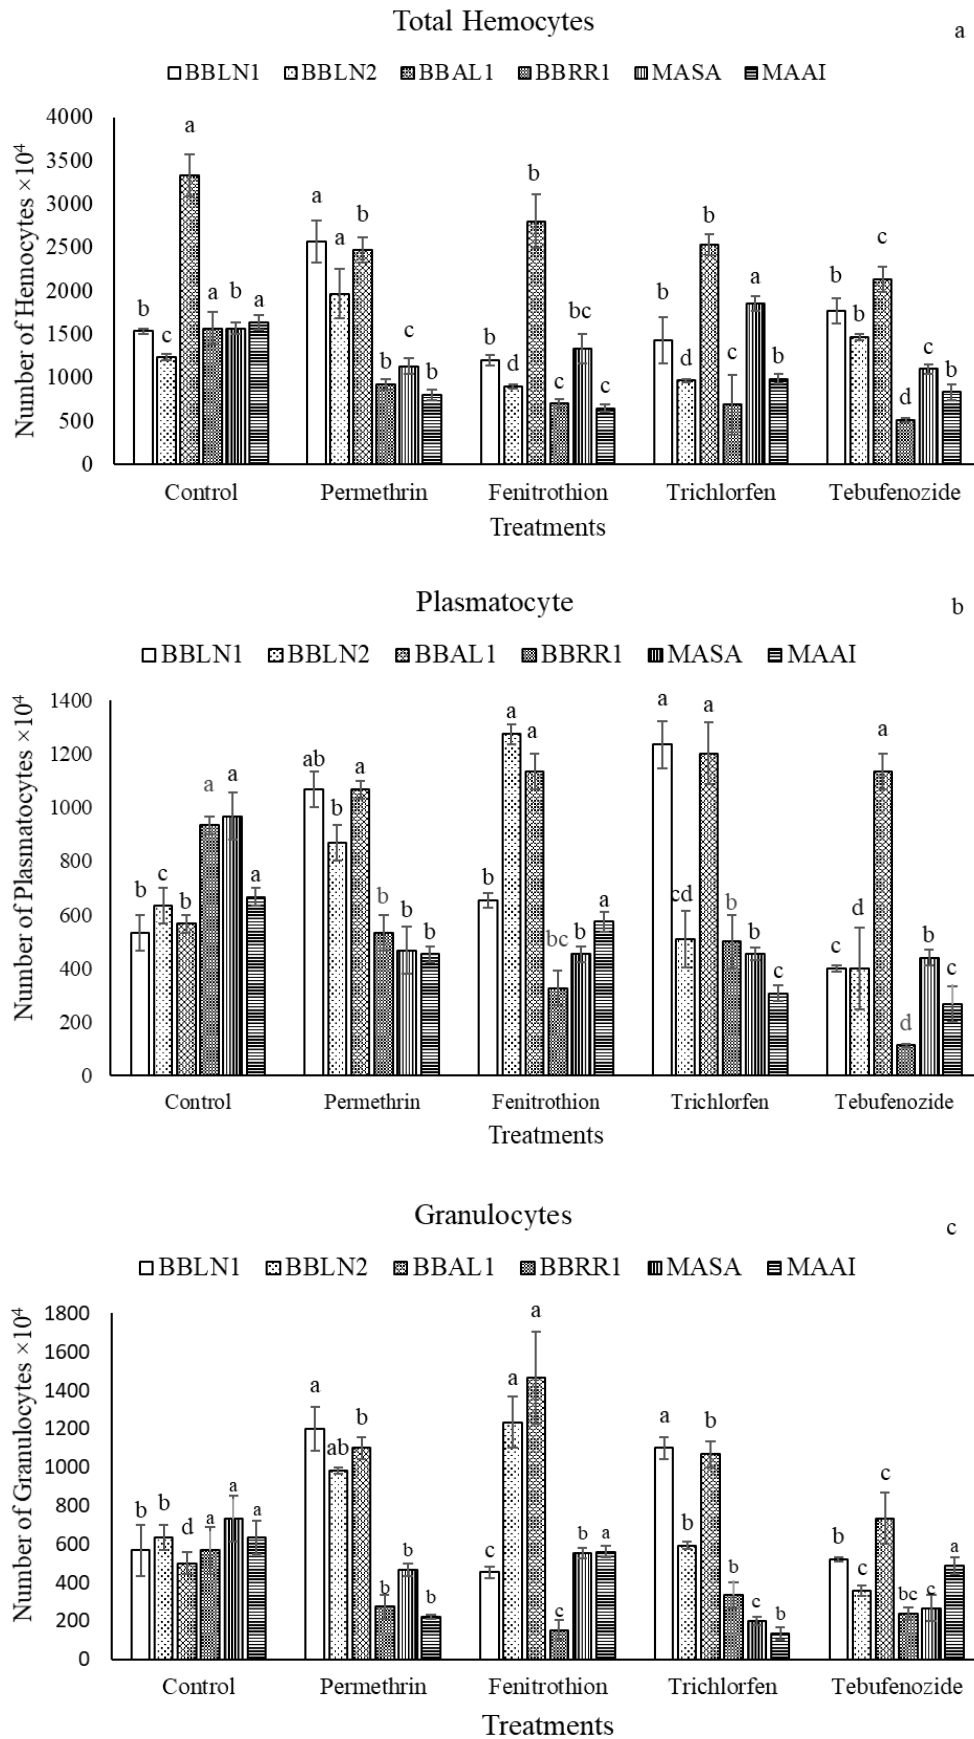 Total Hemocytes
a
BBLN1 BBLN2 BBAL1 BBRR1 MASA MAAI
Number of Hemocytes ×10⁴
4000
3500
3000
2500
2000
1500
1000
500
0
b c a a b a
a a b b c b
b d b c bc c
b d b c a b
b b c d c b
Control Permethrin Fenitrothion Trichlorfen Tebufenozide
Treatments
Plasmatocyte
b
BBLN1 BBLN2 BBAL1 BBRR1 MASA MAAI
Number of Plasmatocytes ×10⁴
1400
1200
1000
800
600
400
200
0
b c b a a a
ab b a b b b
b a a bc b a
a cd a b b c
c d a d b c
Control Permethrin Fenitrothion Trichlorfen Tebufenozide
Treatments
Granulocytes
c
BBLN1 BBLN2 BBAL1 BBRR1 MASA MAAI
Number of Granulocytes ×10⁴
1800
1600
1400
1200
1000
800
600
400
200
0
b b d a a a
a ab b b b b
c a a c b a
a b b b c b
b c c bc c a
Control Permethrin Fenitrothion Trichlorfen Tebufenozide
Treatments